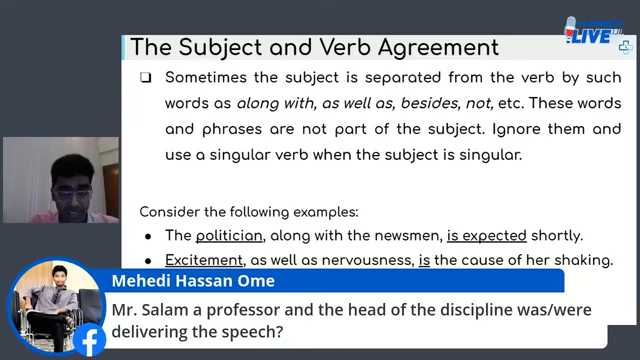 LIVE
The Subject and Verb Agreement
Sometimes the subject is separated from the verb by such
words as along with, as well as, besides, not, etc. These words
and phrases are not part of the subject. Ignore them and
use a singular verb when the subject is singular.
Consider the following examples:
The politician, along with the newsmen, is expected shortly.
Excitement, as well as nervousness, is the cause of her shaking.
Mehedi Hassan Ome
Mr. Salam a professor and the head of the discipline was/were
delivering the speech?